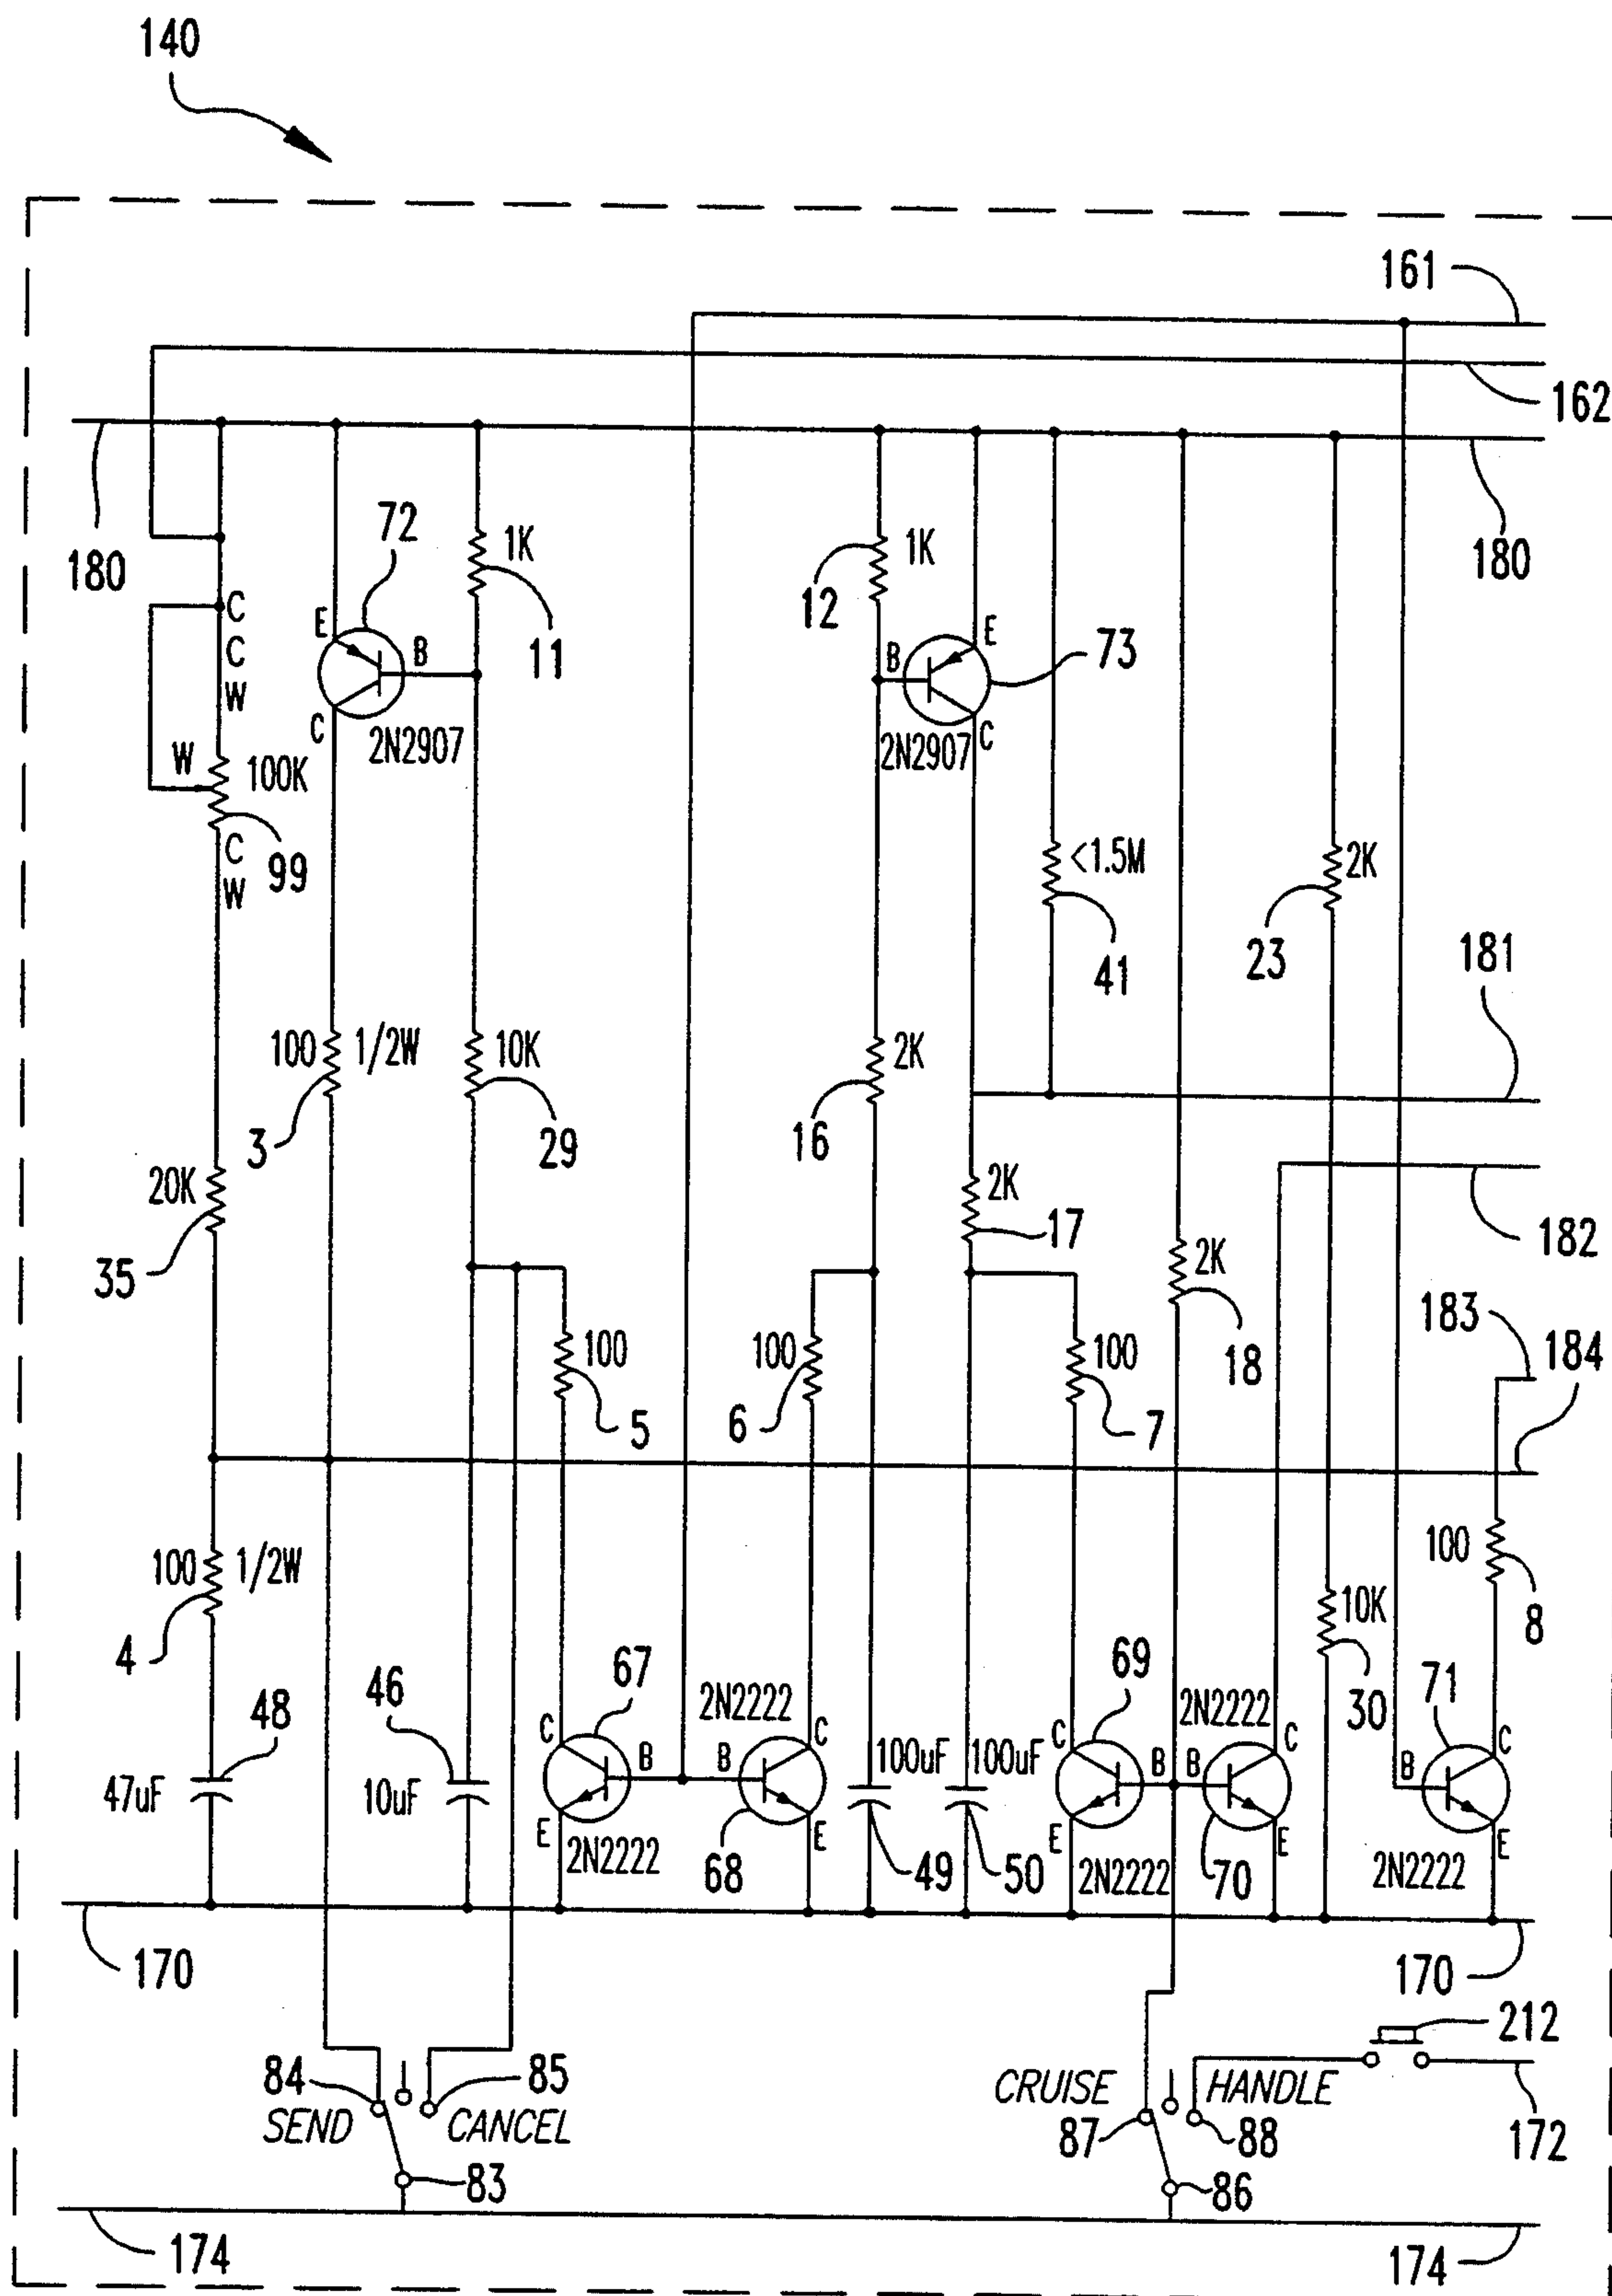 140
161
162
180
180
72
1K
11
12
1K
E
B
C
2N2907
C
C
W
W
100K
C
W
99
B
E
C
2N2907
73
<1.5M
41
2K
23
181
100
1/2W
3
10K
29
2K
16
2K
17
182
20K
35
2K
18
183
184
100
5
100
6
100
7
100
1/2W
4
10K
30
100
8
48
47uF
46
10uF
67
C
B
E
2N2222
2N2222
B
C
E
68
100uF
49
100uF
50
69
C
B
E
2N2222
2N2222
B
C
E
70
71
B
C
E
2N2222
170
170
84
SEND
85
CANCEL
83
CRUISE
87
HANDLE
88
86
212
172
174
174